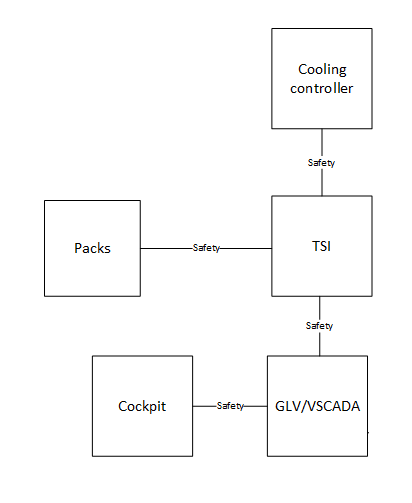 Cooling
controller
Safety
Packs
Safety
TSI
Safety
Cockpit
Safety
GLV/VSCADA